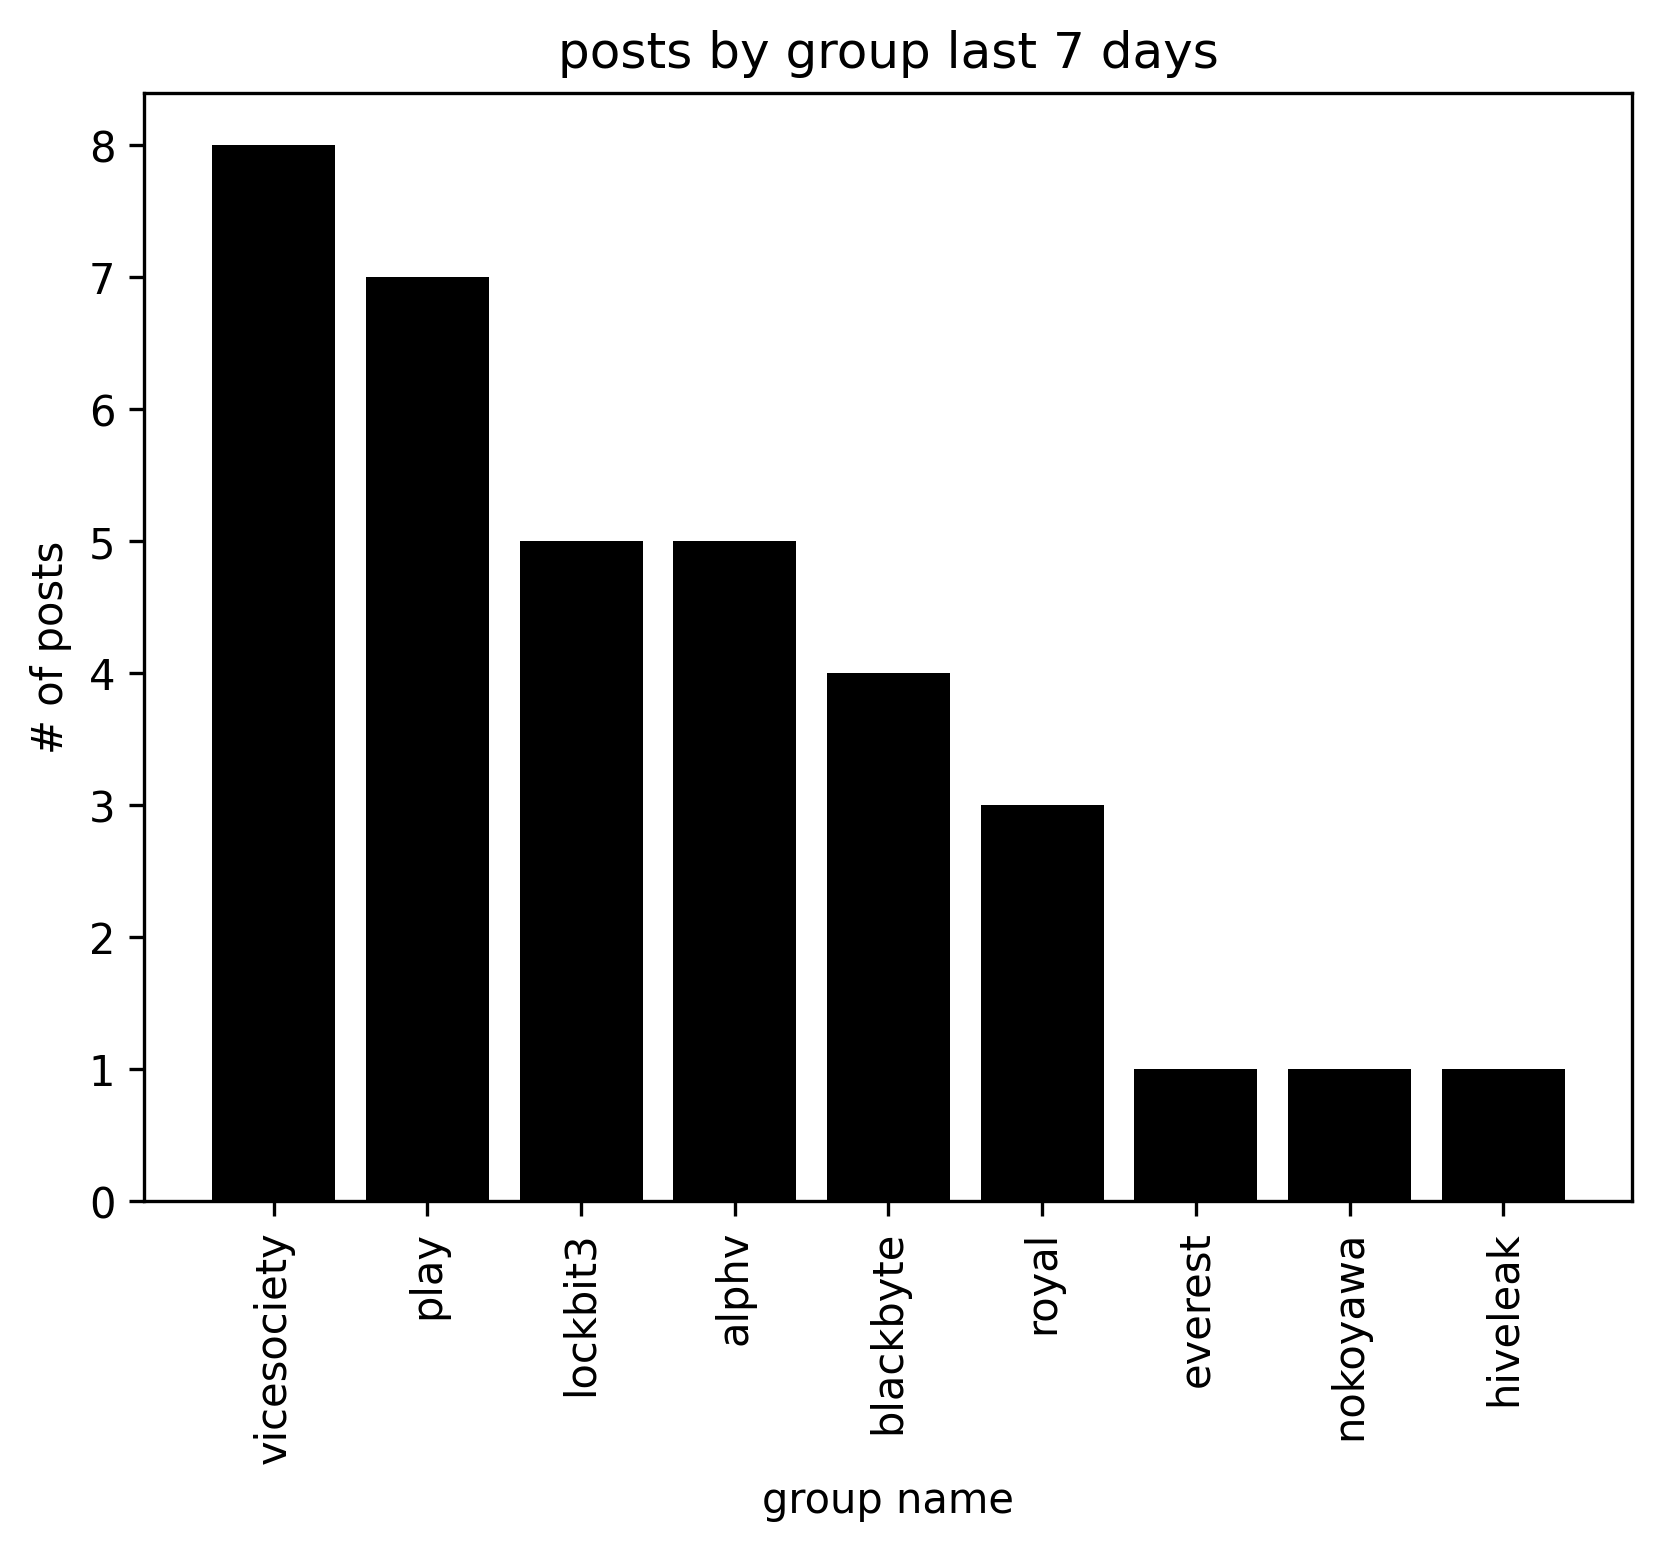 posts by group last 7 days
# of posts
8
7
6
5
4
3
2
1
0
vicesociety
play
lockbit3
alphv
blackbyte
royal
everest
nokoyawa
hiveleak
group name